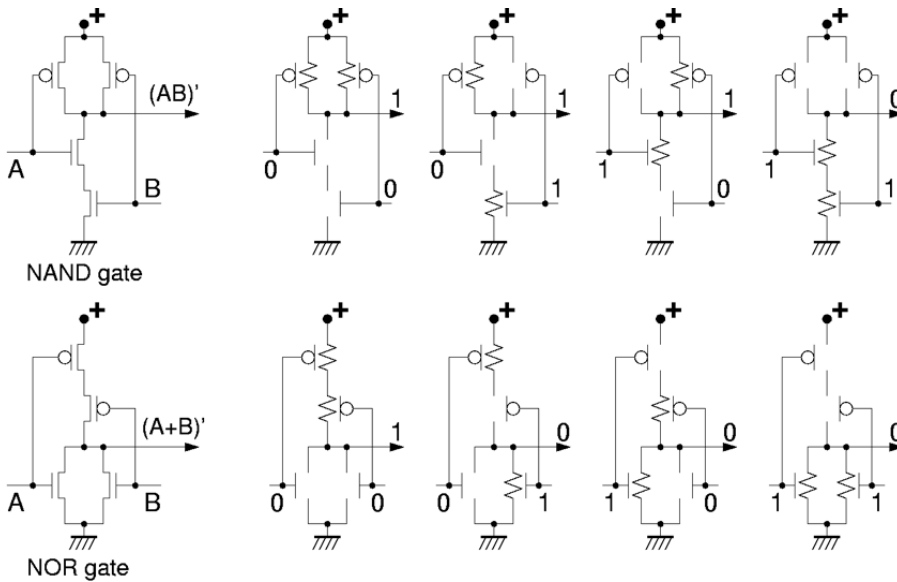 + + + + +
(AB)' 1 1 1 0
A 0 0 1 1
B 0 1 0 1
NAND gate
+ + + + +
(A+B)' 1 0 0 0
A B 0 0 0 1 1 0 1 1
NOR gate